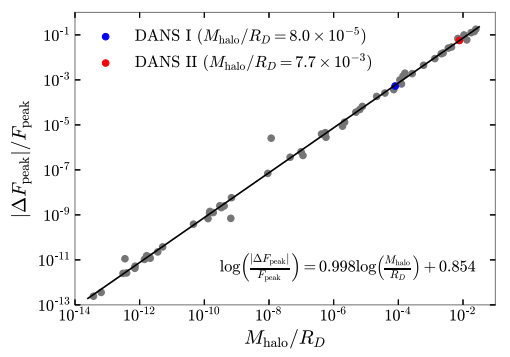 DANS I (M_halo/R_D = 8.0 × 10^−5)
DANS II (M_halo/R_D = 7.7 × 10^−3)
10^-1
10^-3
10^-5
10^-7
10^-9
10^-11
10^-13
|ΔF_peak|/F_peak
log(|ΔF_peak|/F_peak) = 0.998log(M_halo/R_D) + 0.854
10^-14 10^-12 10^-10 10^-8 10^-6 10^-4 10^-2
M_halo/R_D